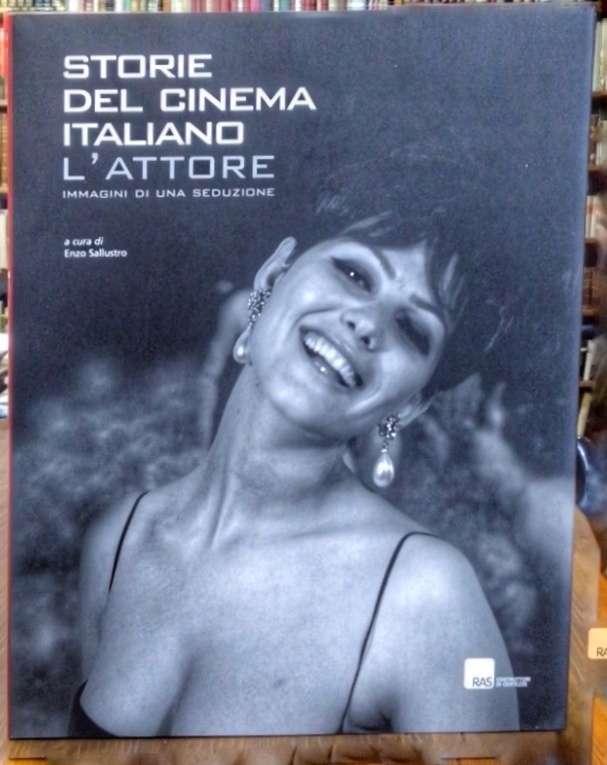 STORIE
DEL CINEMA
ITALIANO
L'ATTORE
IMMAGINI DI UNA SEDUZIONE
a cura di
Enzo Sallustro
RAS